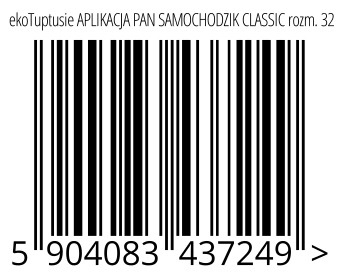 ekoTuptusie APLIKACJA PAN SAMOCHODZIK CLASSIC rozm. 32
5 904083 437249 >